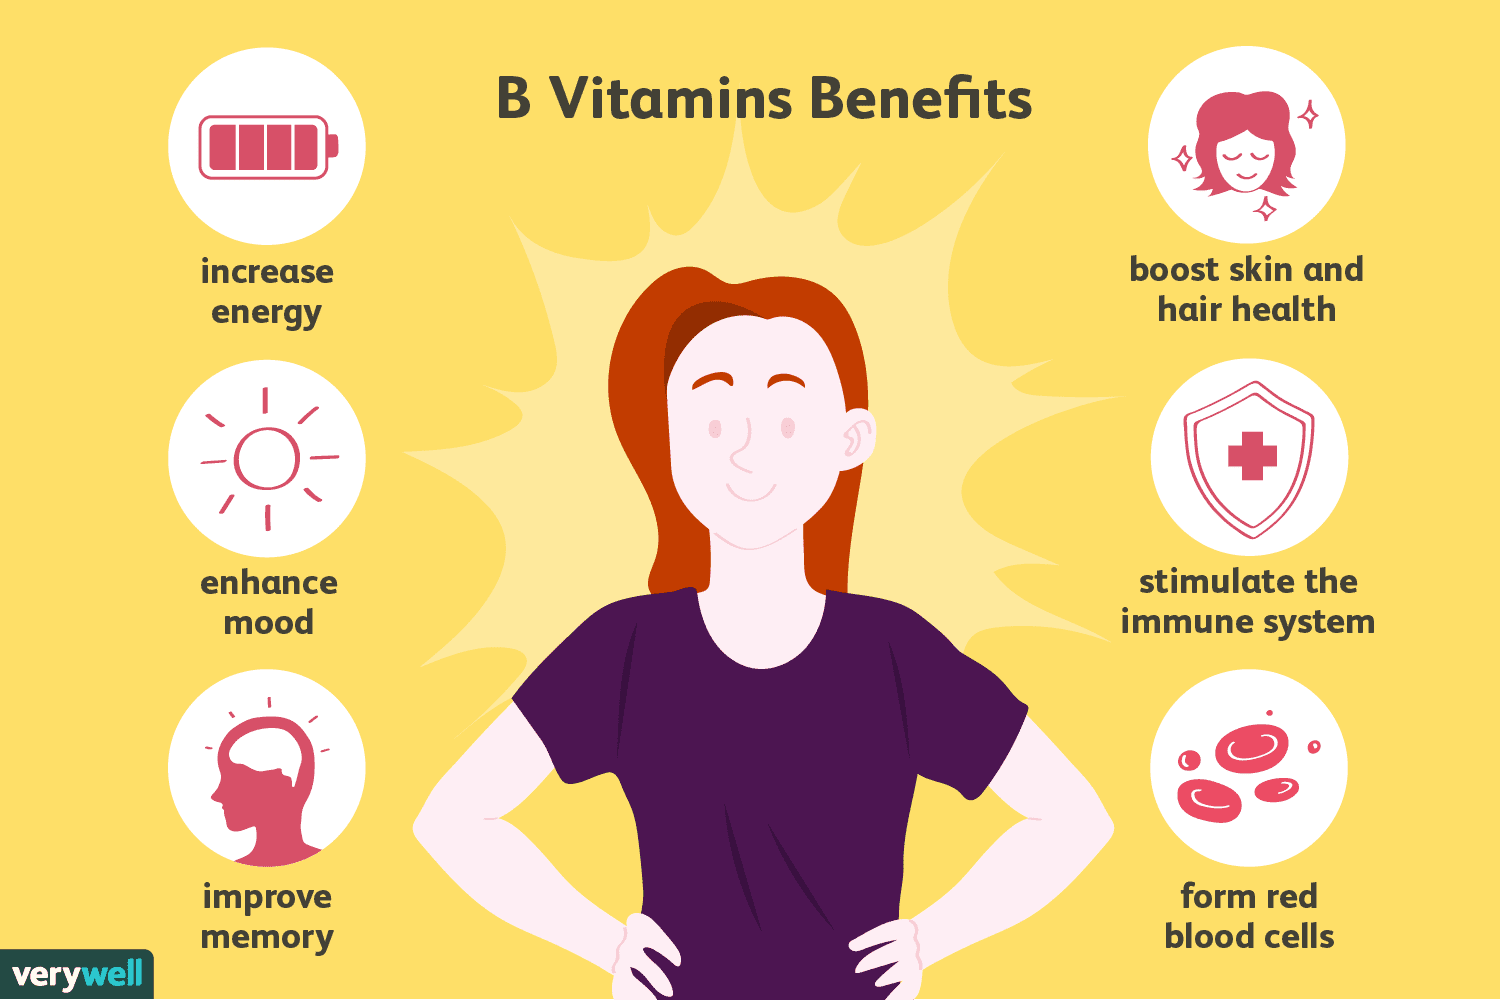 B Vitamins Benefits
increase
energy
enhance
mood
improve
memory
boost skin and
hair health
stimulate the
immune system
form red
blood cells
verywell